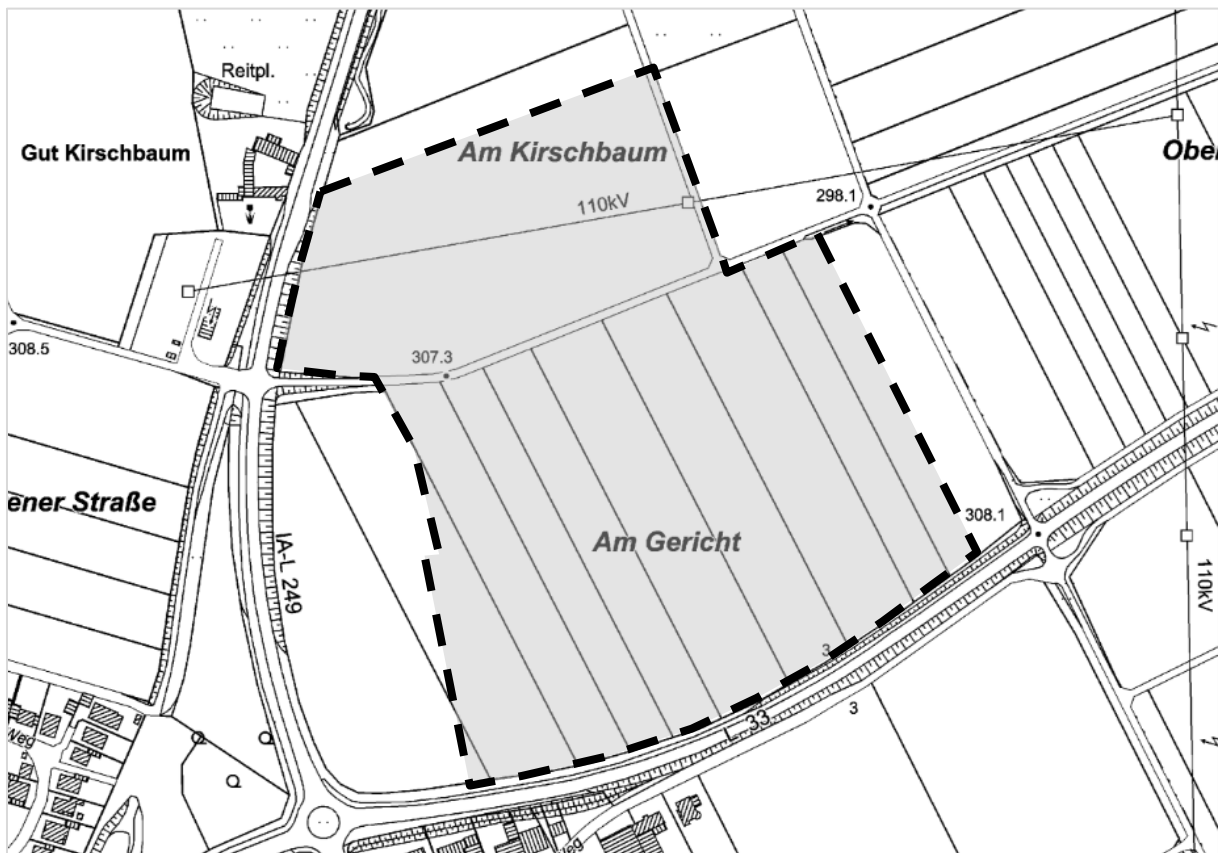 Reitpl.
Gut Kirschbaum
Am Kirschbaum
Ober
110kV
298.1
308.5
307.3
ener Straße
308.1
IA-L 249
Am Gericht
110kV
3
L 33
3
Weg
Weg